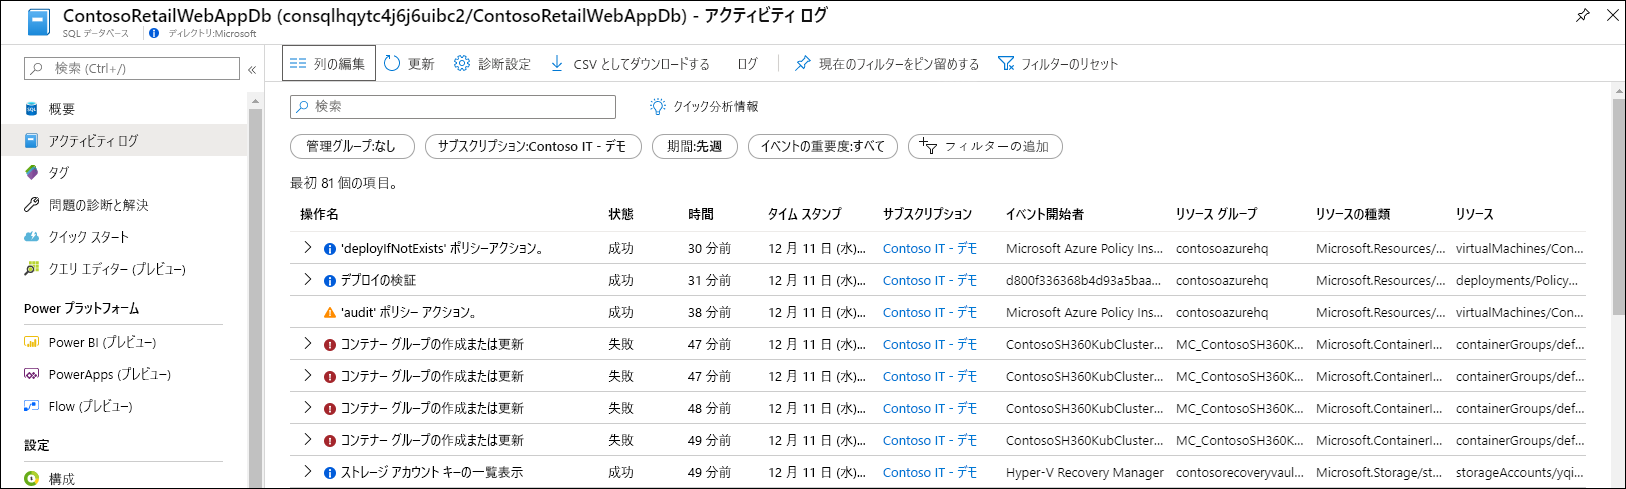 ContosoRetailWebAppDb (consqlhqytc4j6j6uibc2/ContosoRetailWebAppDb) - アクティビティ ログ
SQL データベース ディレクトリ:Microsoft
検索 (Ctrl+/)
概要
アクティビティ ログ
タグ
問題の診断と解決
クイック スタート
クエリ エディター (プレビュー)
Power プラットフォーム
Power BI (プレビュー)
PowerApps (プレビュー)
Flow (プレビュー)
設定
構成
列の編集 更新 診断設定 CSV としてダウンロードする ログ 現在のフィルターをピン留めする フィルターのリセット
検索 クイック分析情報
管理グループ:なし サブスクリプション:Contoso IT - デモ 期間:先週 イベントの重要度:すべて フィルターの追加
最初 81 個の項目。
操作名 状態 時間 タイム スタンプ サブスクリプション イベント開始者 リソース グループ リソースの種類 リソース
'deployIfNotExists' ポリシーアクション。 成功 30 分前 12 月 11 日 (水)... Contoso IT - デモ Microsoft Azure Policy Ins... contosoazurehq Microsoft.Resources/... virtualMachines/Con...
デプロイの検証 成功 31 分前 12 月 11 日 (水)... Contoso IT - デモ d800f336368b4d93a5baa... contosoazurehq Microsoft.Resources/... deployments/Policy...
'audit' ポリシー アクション。 成功 38 分前 12 月 11 日 (水)... Contoso IT - デモ Microsoft Azure Policy Ins... contosoazurehq Microsoft.Resources/... virtualMachines/Con...
コンテナー グループの作成または更新 失敗 47 分前 12 月 11 日 (水)... Contoso IT - デモ ContosoSH360KubCluster... MC_ContosoSH360K... Microsoft.ContainerI... containerGroups/def...
コンテナー グループの作成または更新 失敗 47 分前 12 月 11 日 (水)... Contoso IT - デモ ContosoSH360KubCluster... MC_ContosoSH360K... Microsoft.ContainerI... containerGroups/def...
コンテナー グループの作成または更新 失敗 48 分前 12 月 11 日 (水)... Contoso IT - デモ ContosoSH360KubCluster... MC_ContosoSH360K... Microsoft.ContainerI... containerGroups/def...
コンテナー グループの作成または更新 失敗 49 分前 12 月 11 日 (水)... Contoso IT - デモ ContosoSH360KubCluster... MC_ContosoSH360K... Microsoft.ContainerI... containerGroups/def...
ストレージ アカウント キーの一覧表示 成功 49 分前 12 月 11 日 (水)... Contoso IT - デモ Hyper-V Recovery Manager contosorecoveryvaul... Microsoft.Storage/st... storageAccounts/yqi...